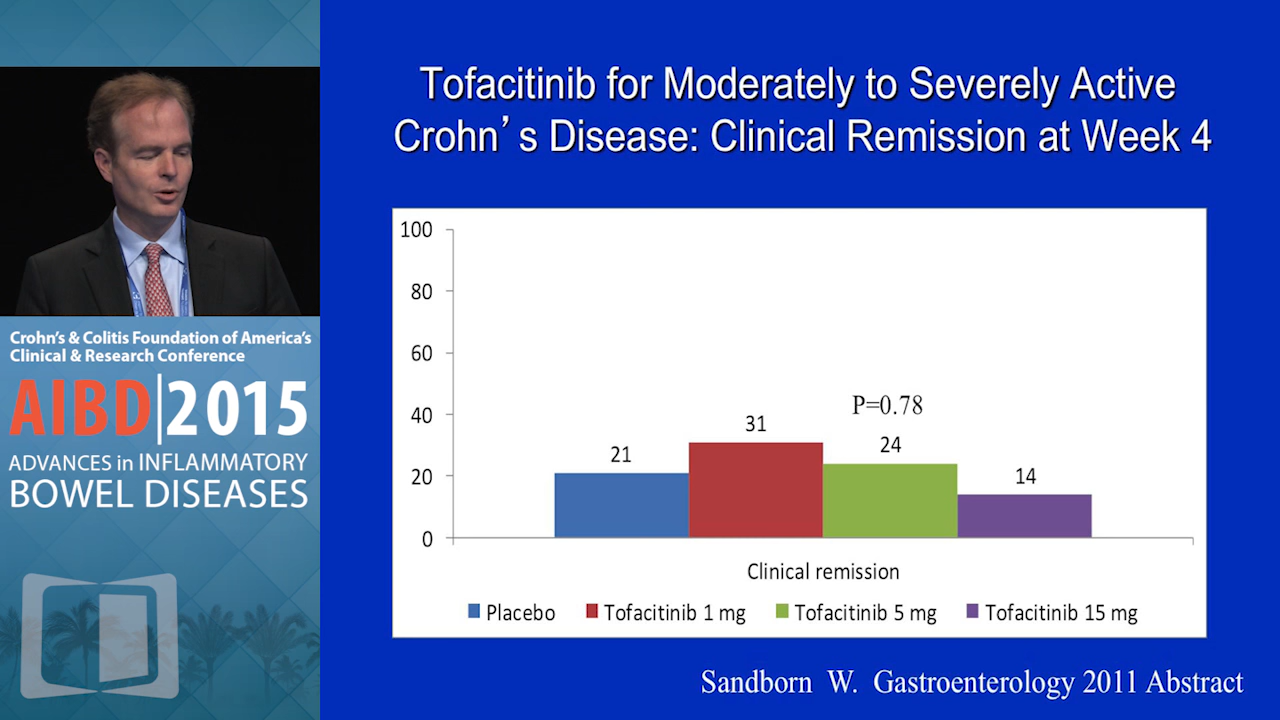 Tofacitinib for Moderately to Severely Active
Crohn’s Disease: Clinical Remission at Week 4
100
80
60
40
20
0
P=0.78
21
31
24
14
Clinical remission
Placebo
Tofacitinib 1 mg
Tofacitinib 5 mg
Tofacitinib 15 mg
Sandborn W. Gastroenterology 2011 Abstract
Crohn’s & Colitis Foundation of America’s
Clinical & Research Conference
AIBD|2015
ADVANCES in INFLAMMATORY
BOWEL DISEASES